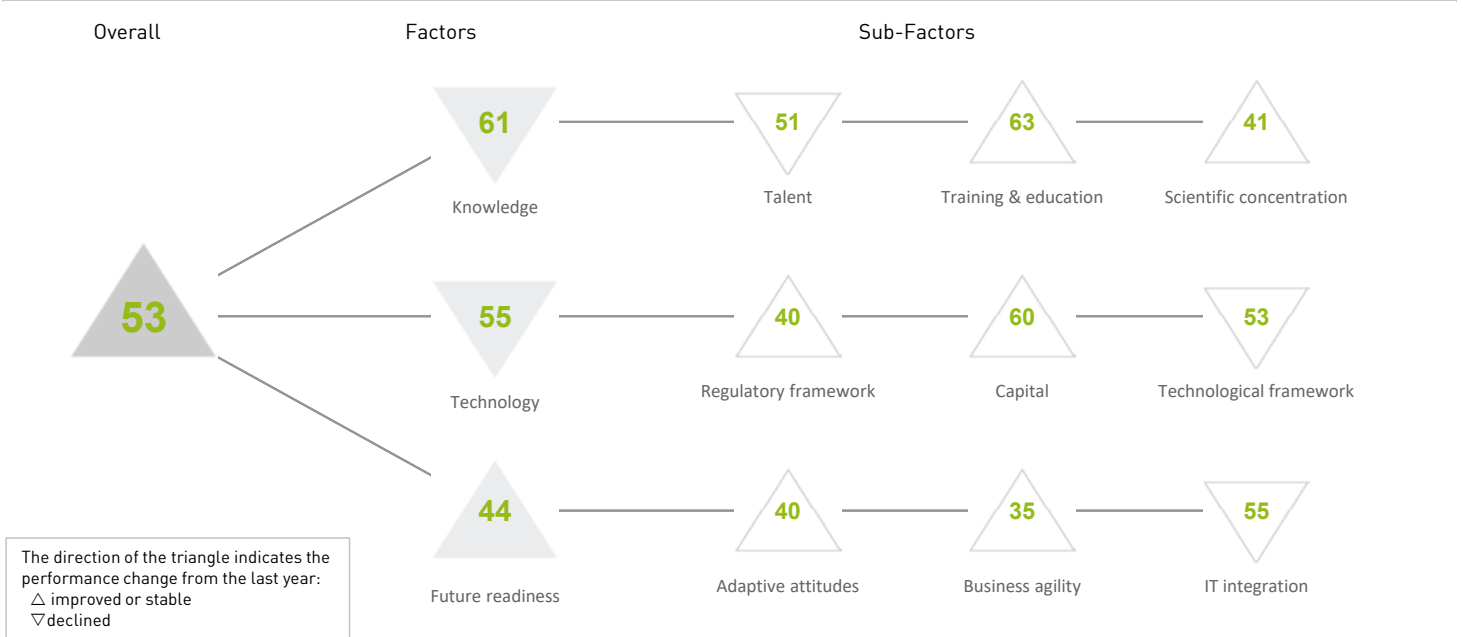 Overall Factors Sub-Factors
61 51 63 41
Knowledge Talent Training & education Scientific concentration
53 55 40 60 53
Technology Regulatory framework Capital Technological framework
44 40 35 55
Future readiness Adaptive attitudes Business agility IT integration
The direction of the triangle indicates the
performance change from the last year:
△ improved or stable
▽ declined